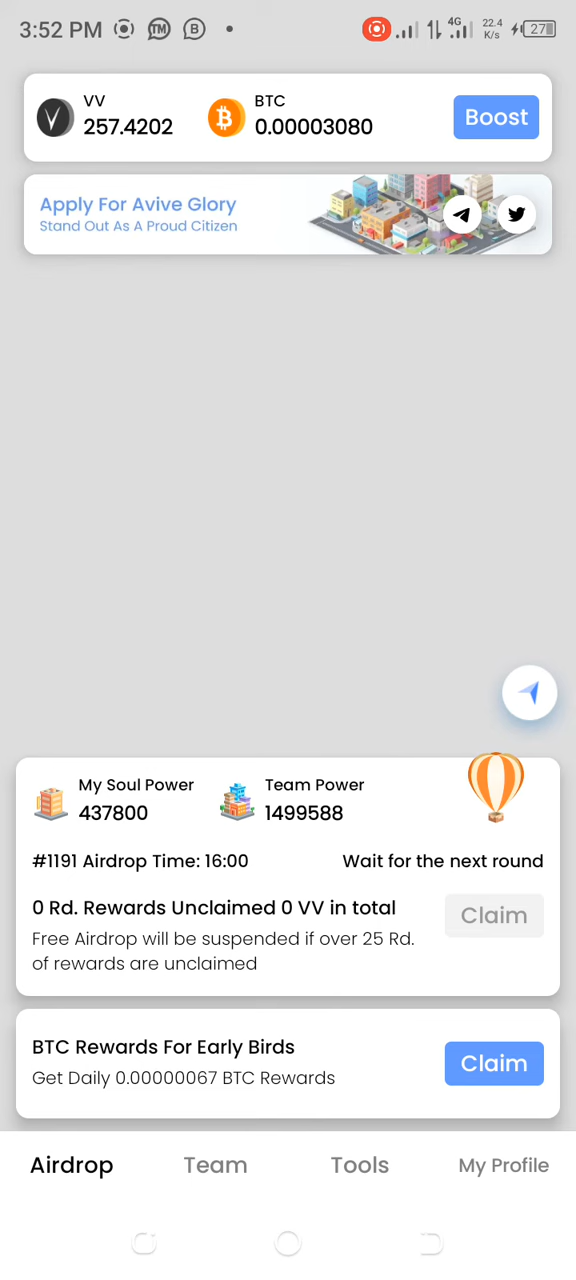 3:52 PM TM B 4G 22.4 K/s 27
VV
257.4202
BTC
0.00003080
Boost
Apply For Avive Glory
Stand Out As A Proud Citizen
My Soul Power
437800
Team Power
1499588
#1191 Airdrop Time: 16:00
Wait for the next round
0 Rd. Rewards Unclaimed 0 VV in total
Free Airdrop will be suspended if over 25 Rd.
of rewards are unclaimed
Claim
BTC Rewards For Early Birds
Get Daily 0.00000067 BTC Rewards
Claim
Airdrop Team Tools My Profile